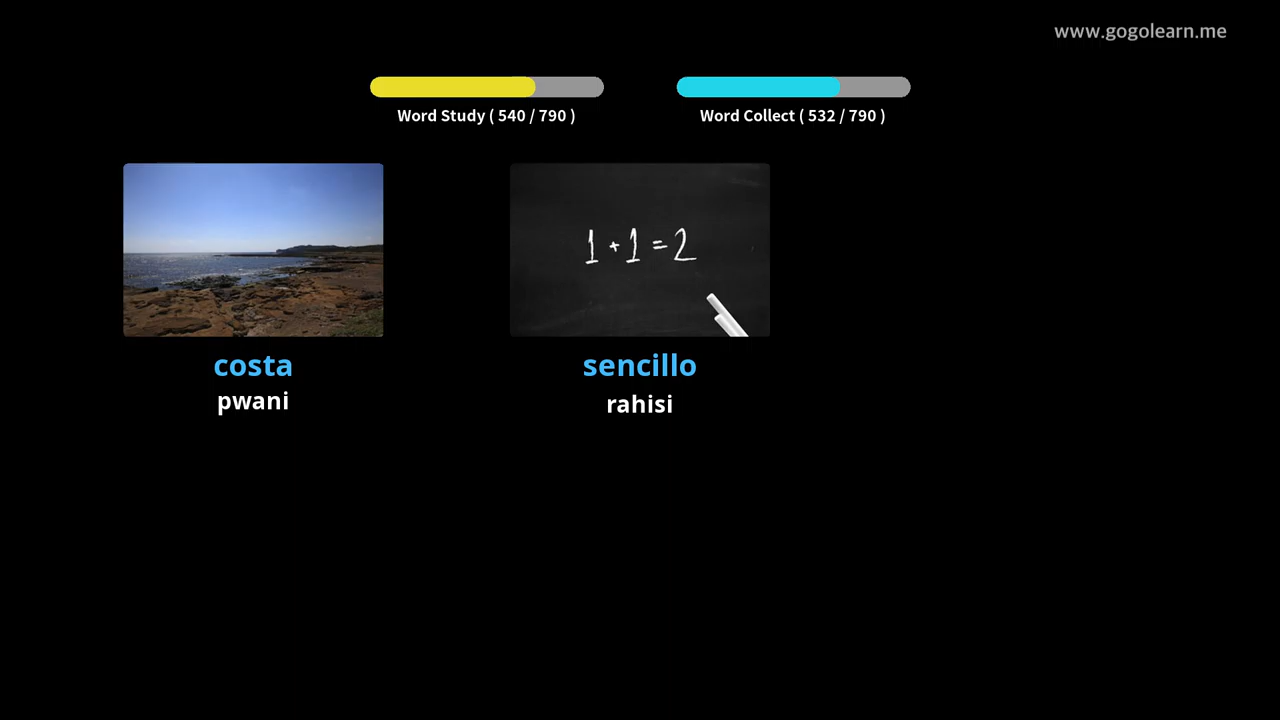 www.gogolearn.me
Word Study ( 540 / 790 )
Word Collect ( 532 / 790 )
1 + 1 = 2
costa
pwani
sencillo
rahisi